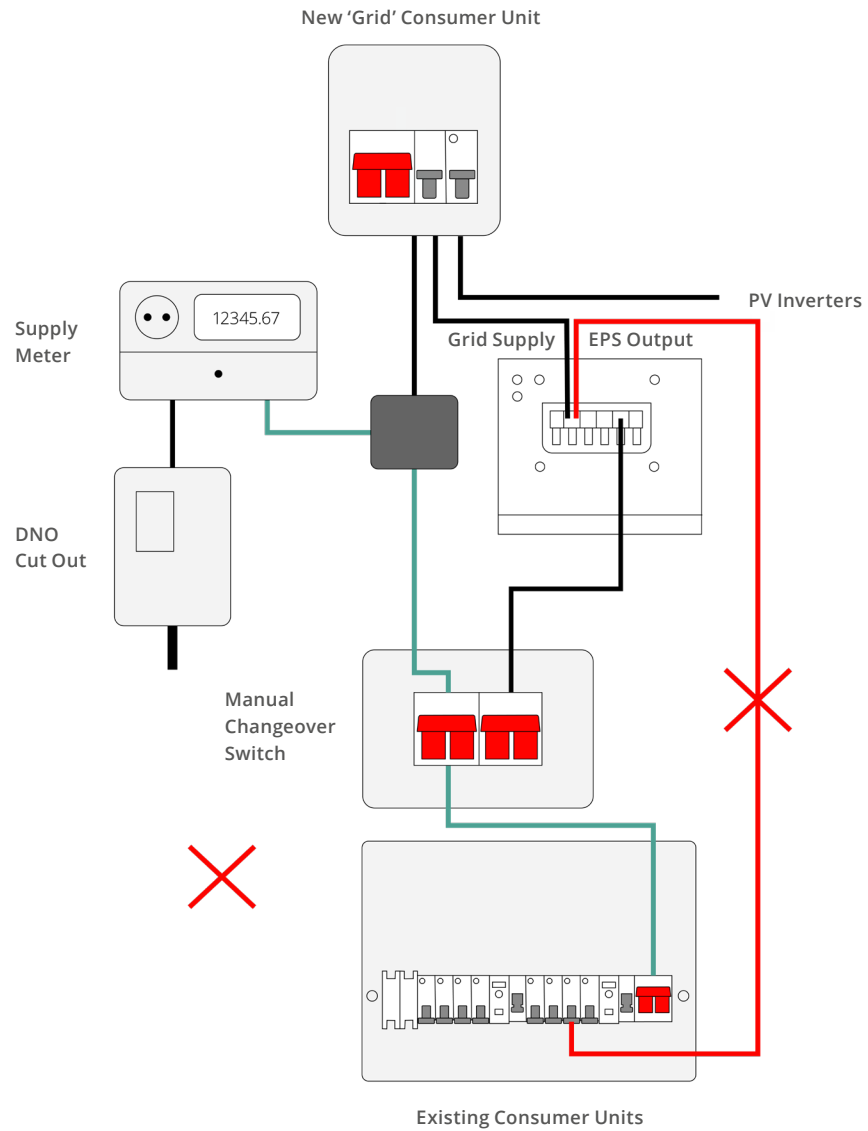 New ‘Grid’ Consumer Unit
12345.67
Supply
Meter
PV Inverters
Grid Supply
EPS Output
DNO
Cut Out
Manual
Changeover
Switch
Existing Consumer Units